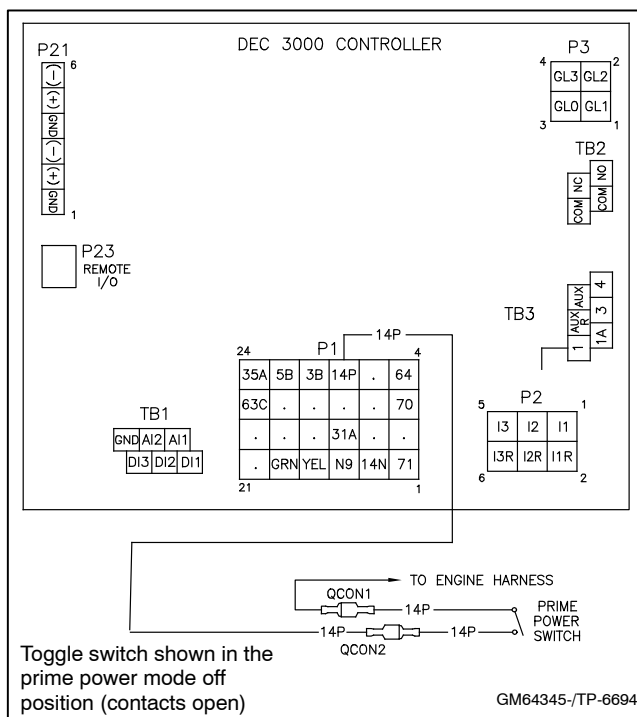 DEC 3000 CONTROLLER
P21
6
(−)
(+)
GND
(−)
(+)
GND
1
P23
REMOTE
I/O
P3
4 2
GL3 GL2
GL0 GL1
3 1
TB2
COM NC
COM NO
TB3
1 AUX R AUX
1A 3 4
14P
P1
24 4
35A 5B 3B 14P . 64
63C . . . . 70
. . . 31A . .
. GRN YEL N9 14N 71
21 1
TB1
GND AI2 AI1
DI3 DI2 DI1
P2
5 1
I3 I2 I1
I3R I2R I1R
6 2
TO ENGINE HARNESS
QCON1
14P
14P 14P
QCON2
PRIME
POWER
SWITCH
Toggle switch shown in the
prime power mode off
position (contacts open)
GM64345-/TP-6694